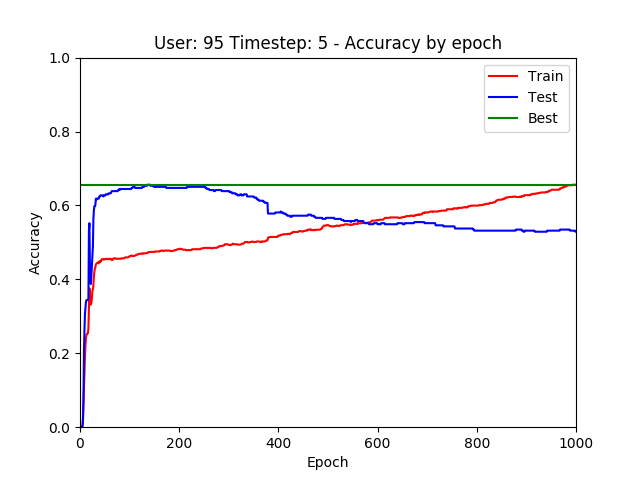 User: 95 Timestep: 5 - Accuracy by epoch
Train
Test
Best
Accuracy
1.0
0.8
0.6
0.4
0.2
0.0
0 200 400 600 800 1000
Epoch